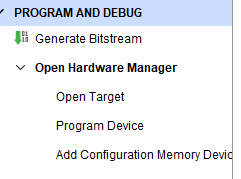 PROGRAM AND DEBUG
Generate Bitstream
Open Hardware Manager
Open Target
Program Device
Add Configuration Memory Devic